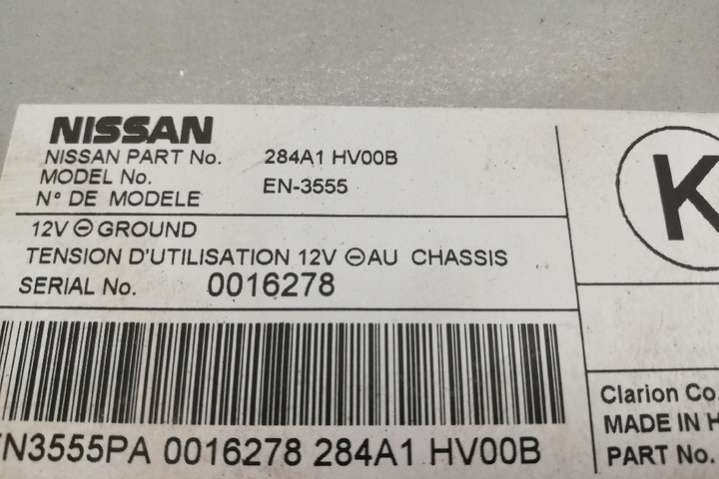 NISSAN
NISSAN PART No. 284A1 HV00B
MODEL No.
N° DE MODELE EN-3555
12V ⊖ GROUND
TENSION D'UTILISATION 12V ⊖ AU CHASSIS
SERIAL No. 0016278
K
N3555PA 0016278 284A1 HV00B
Clarion Co.
MADE IN H
PART No.